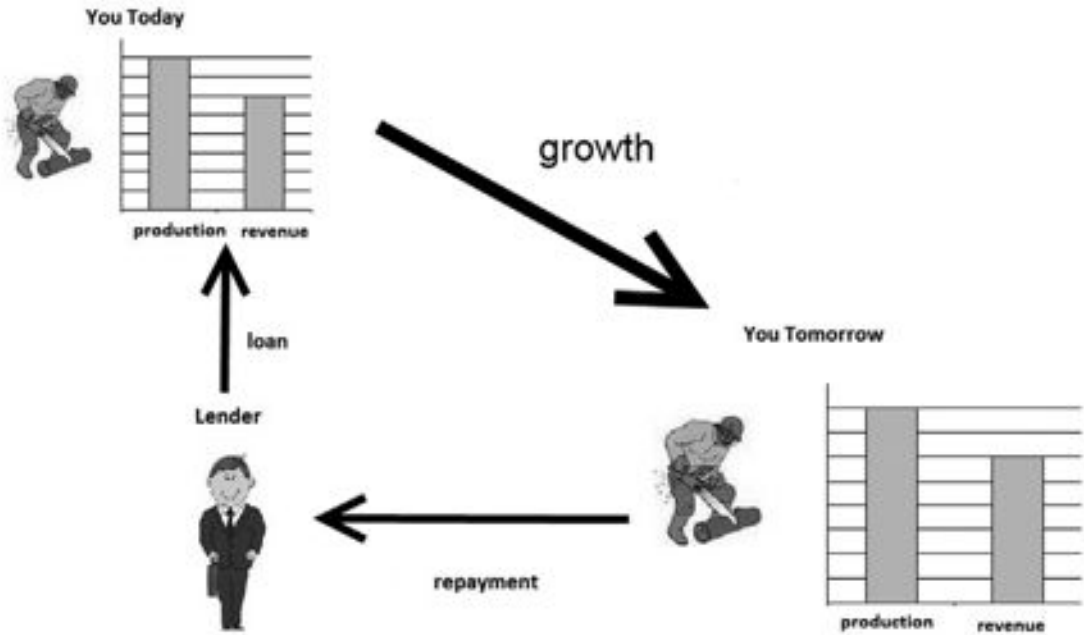 You Today
production revenue
growth
loan
Lender
You Tomorrow
repayment
production revenue